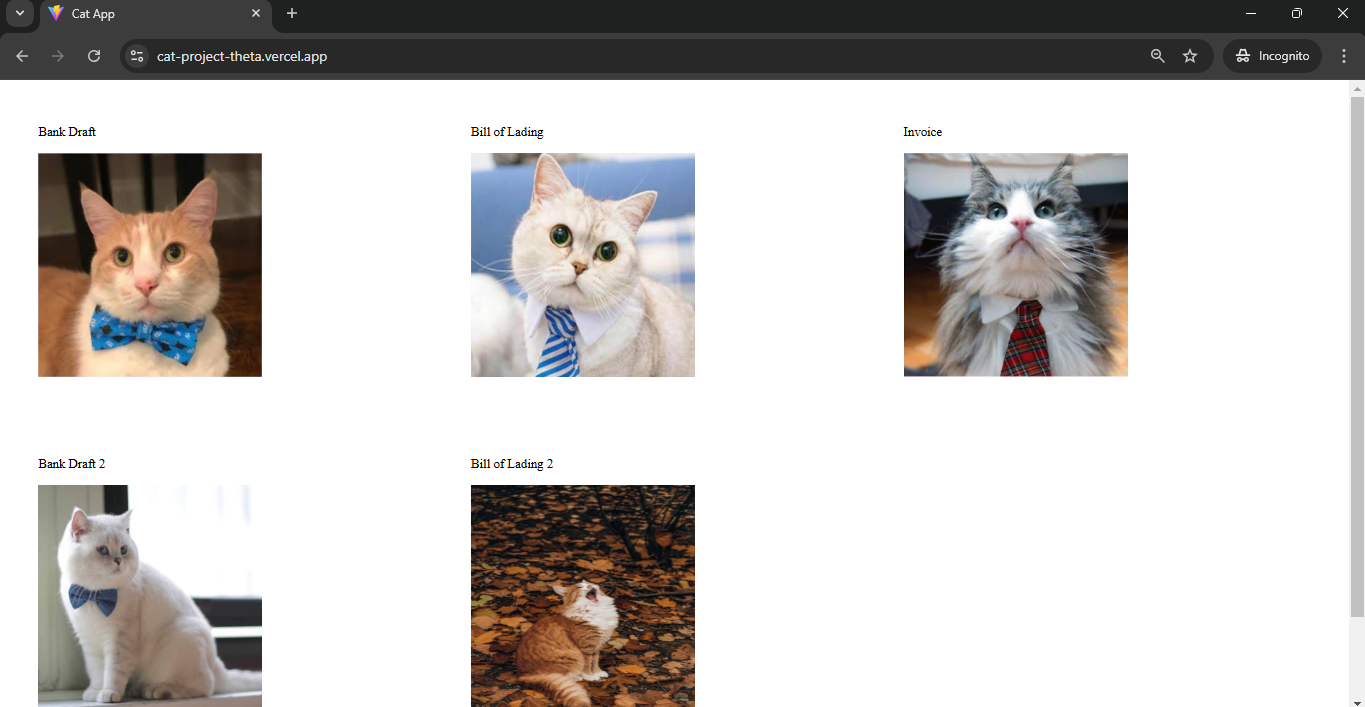 Cat App
cat-project-theta.vercel.app
Incognito
Bank Draft
Bill of Lading
Invoice
Bank Draft 2
Bill of Lading 2